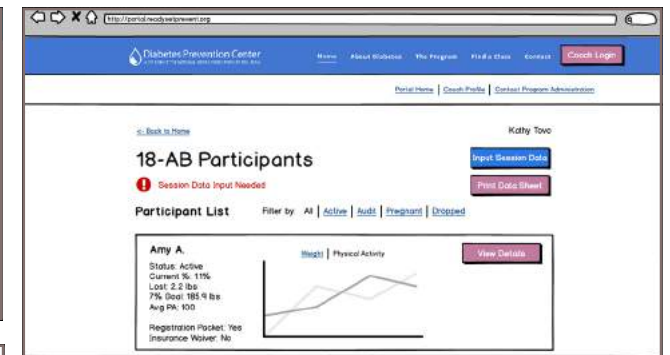 http://portal.readysetprevent.org
Diabetes Prevention Center
Home About Diabetes The Program Find a Class Contact Coach Login
Portal Home | Coach Profile | Contact Program Administration
<- Back to Home
Kathy Tovo
18-AB Participants
Input Session Data
Session Data Input Needed
Print Data Sheet
Participant List
Filter by All | Active | Audit | Pregnant | Dropped
Amy A.
Weight | Physical Activity
View Details
Status: Active
Current %: 1.1%
Lost: 2.2 lbs
7% Goal: 185.9 lbs
Avg PA: 100
Registration Packet: Yes
Insurance Waiver: No